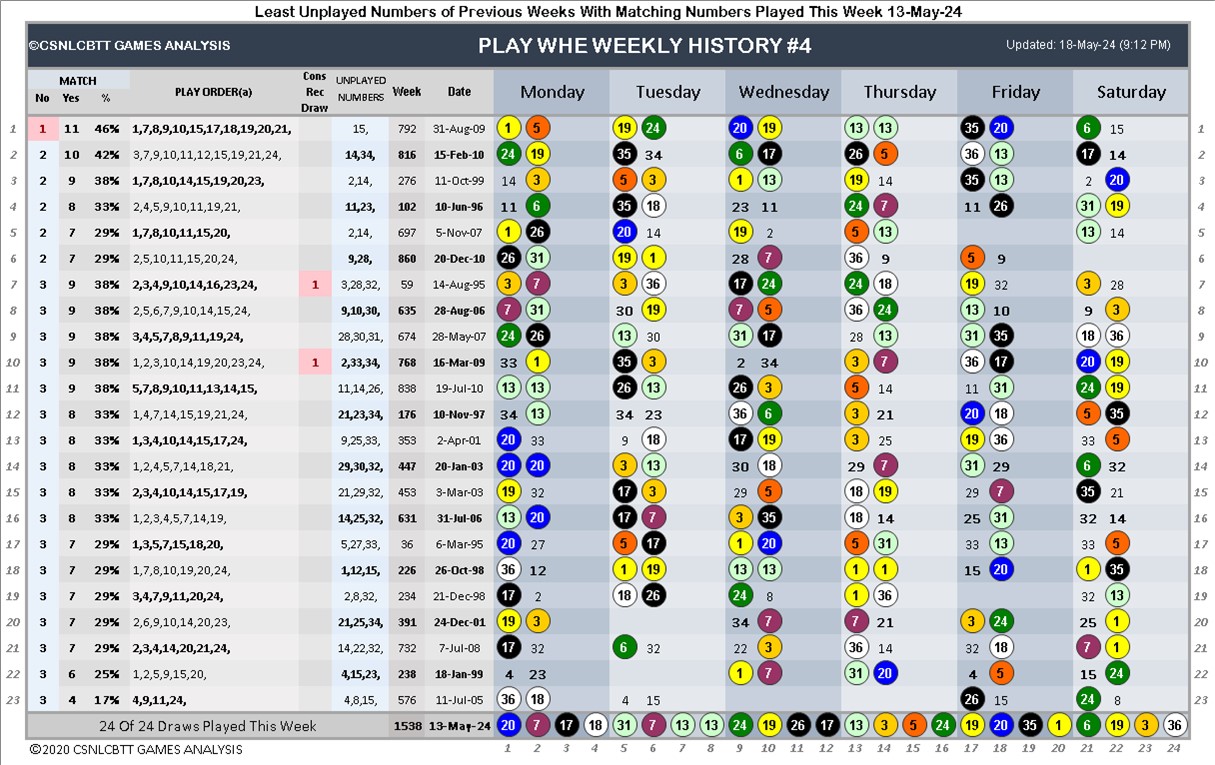 Least Unplayed Numbers of Previous Weeks With Matching Numbers Played This Week 13-May-24
©CSNLCBTT GAMES ANALYSIS PLAY WHE WEEKLY HISTORY #4 Updated: 18-May-24 (9:12 PM)
MATCH
No Yes % PLAY ORDER(a) Cons Rec Draw UNPLAYED NUMBERS Week Date Monday Tuesday Wednesday Thursday Friday Saturday
1 1 11 46% 1,7,8,9,10,15,17,18,19,20,21, 15, 792 31-Aug-09 1 5 19 24 20 19 13 13 35 20 6 15 1
2 2 10 42% 3,7,9,10,11,12,15,19,21,24, 14,34, 816 15-Feb-10 24 19 35 34 6 17 26 5 36 13 17 14 2
3 2 9 38% 1,7,8,10,14,15,19,20,23, 2,14, 276 11-Oct-99 14 3 5 3 1 13 19 14 35 13 2 20 3
4 2 8 33% 2,4,5,9,10,11,19,21, 11,23, 102 10-Jun-96 11 6 35 18 23 11 24 7 11 26 31 19 4
5 2 7 29% 1,7,8,10,11,15,20, 2,14, 697 5-Nov-07 1 26 20 14 19 2 5 13 13 14 5
6 2 7 29% 2,5,10,11,15,20,24, 9,28, 860 20-Dec-10 26 31 19 1 28 7 36 9 5 9 6
7 3 9 38% 2,3,4,9,10,14,16,23,24, 1 3,28,32, 59 14-Aug-95 3 7 3 36 17 24 24 18 19 32 3 28 7
8 3 9 38% 2,5,6,7,9,10,14,15,24, 9,10,30, 635 28-Aug-06 7 31 30 19 7 5 36 24 13 10 9 3 8
9 3 9 38% 3,4,5,7,8,9,11,19,24, 28,30,31, 674 28-May-07 24 26 13 30 31 17 28 13 31 35 18 36 9
10 3 9 38% 1,2,3,10,14,19,20,23,24, 1 2,33,34, 768 16-Mar-09 33 1 35 3 2 34 3 7 36 17 20 19 10
11 3 9 38% 5,7,8,9,10,11,13,14,15, 11,14,26, 838 19-Jul-10 13 13 26 13 26 3 5 14 11 31 24 19 11
12 3 8 33% 1,4,7,14,15,19,21,24, 21,23,34, 176 10-Nov-97 34 13 34 23 36 6 3 21 20 18 5 35 12
13 3 8 33% 1,3,4,10,14,15,17,24, 9,25,33, 353 2-Apr-01 20 33 9 18 17 19 3 25 19 36 33 5 13
14 3 8 33% 1,2,4,5,7,14,18,21, 29,30,32, 447 20-Jan-03 20 20 3 13 30 18 29 7 31 29 6 32 14
15 3 8 33% 2,3,4,10,14,15,17,19, 21,29,32, 453 3-Mar-03 19 32 17 3 29 5 18 19 29 7 35 21 15
16 3 8 33% 1,2,3,4,5,7,14,19, 14,25,32, 631 31-Jul-06 13 20 17 7 3 35 18 14 25 31 32 14 16
17 3 7 29% 1,3,5,7,15,18,20, 5,27,33, 36 6-Mar-95 20 27 5 17 1 20 5 31 33 13 33 5 17
18 3 7 29% 1,7,8,10,19,20,24, 1,12,15, 226 26-Oct-98 36 12 1 19 13 13 1 1 15 20 1 35 18
19 3 7 29% 3,4,7,9,11,20,24, 2,8,32, 234 21-Dec-98 17 2 18 26 24 8 1 36 32 13 19
20 3 7 29% 2,6,9,10,14,20,23, 21,25,34, 391 24-Dec-01 19 3 34 7 7 21 3 24 25 1 20
21 3 7 29% 2,3,4,14,20,21,24, 14,22,32, 732 7-Jul-08 17 32 6 32 22 3 36 14 32 18 7 1 21
22 3 6 25% 1,2,5,9,15,20, 4,15,23, 238 18-Jan-99 4 23 1 7 31 20 4 5 15 24 22
23 3 4 17% 4,9,11,24, 4,8,15, 576 11-Jul-05 36 18 4 15 26 15 24 8 23
24 Of 24 Draws Played This Week 1538 13-May-24 20 7 17 18 31 7 13 13 24 19 26 17 13 3 5 24 19 20 35 1 6 19 3 36
©2020 CSNLCBTT GAMES ANALYSIS 1 2 3 4 5 6 7 8 9 10 11 12 13 14 15 16 17 18 19 20 21 22 23 24